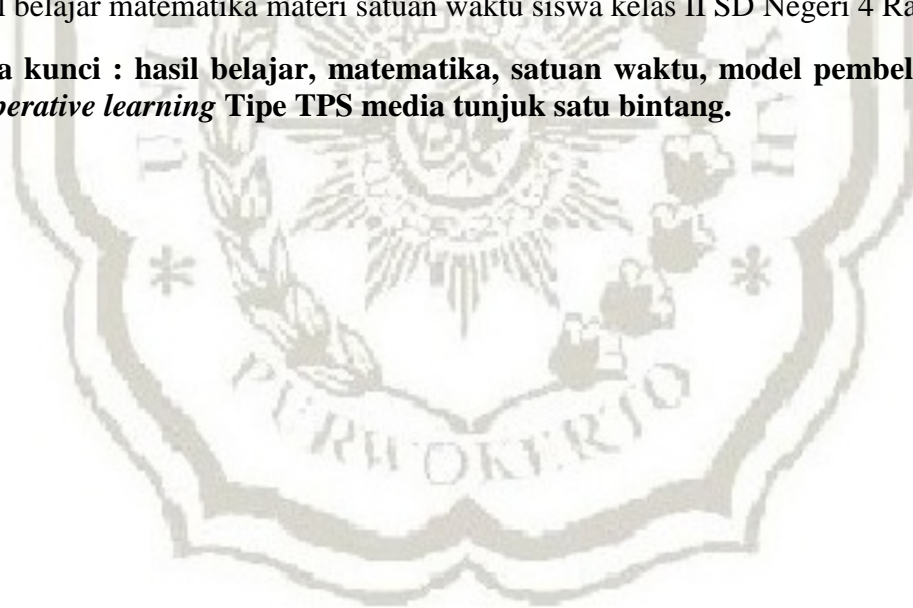 belajar matematika materi satuan waktu siswa kelas II SD Negeri 4 Ra
kunci : hasil belajar, matematika, satuan waktu, model pembel
learning Tipe TPS media tunjuk satu bintang.
PURWOKERTO